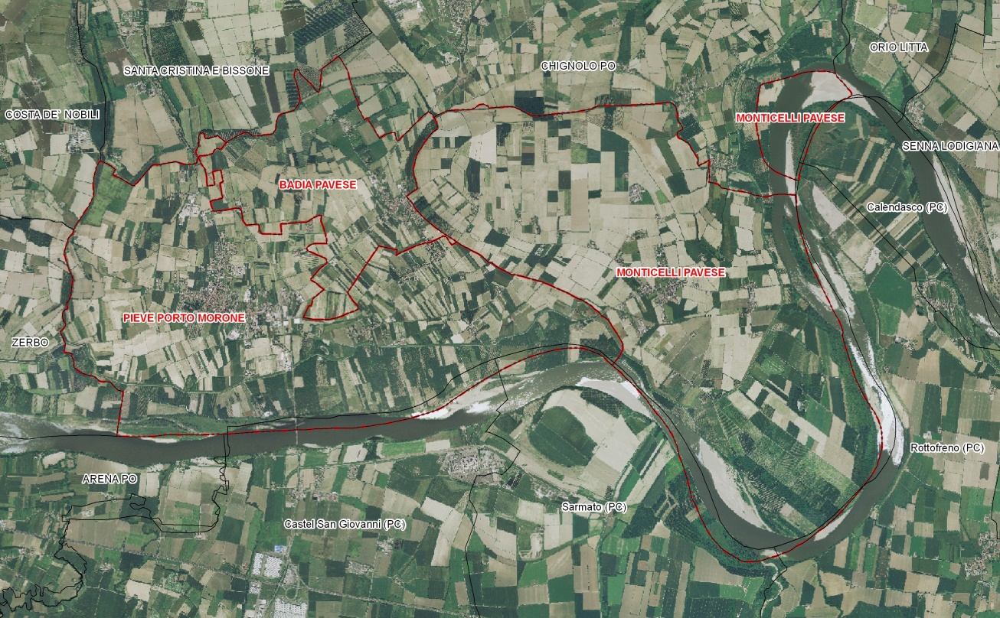 ORIO LITTA
CHIGNOLO PO
SANTA CRISTINA E BISSONE
COSTA DE` NOBILI
MONTICELLI PAVESE
SENNA LODIGIANA
BADIA PAVESE
Calendasco (PC)
MONTICELLI PAVESE
PIEVE PORTO MORONE
ZERBO
Rottofreno (PC)
ARENA PO
Sarmato (PC)
Castel San Giovanni (PC)